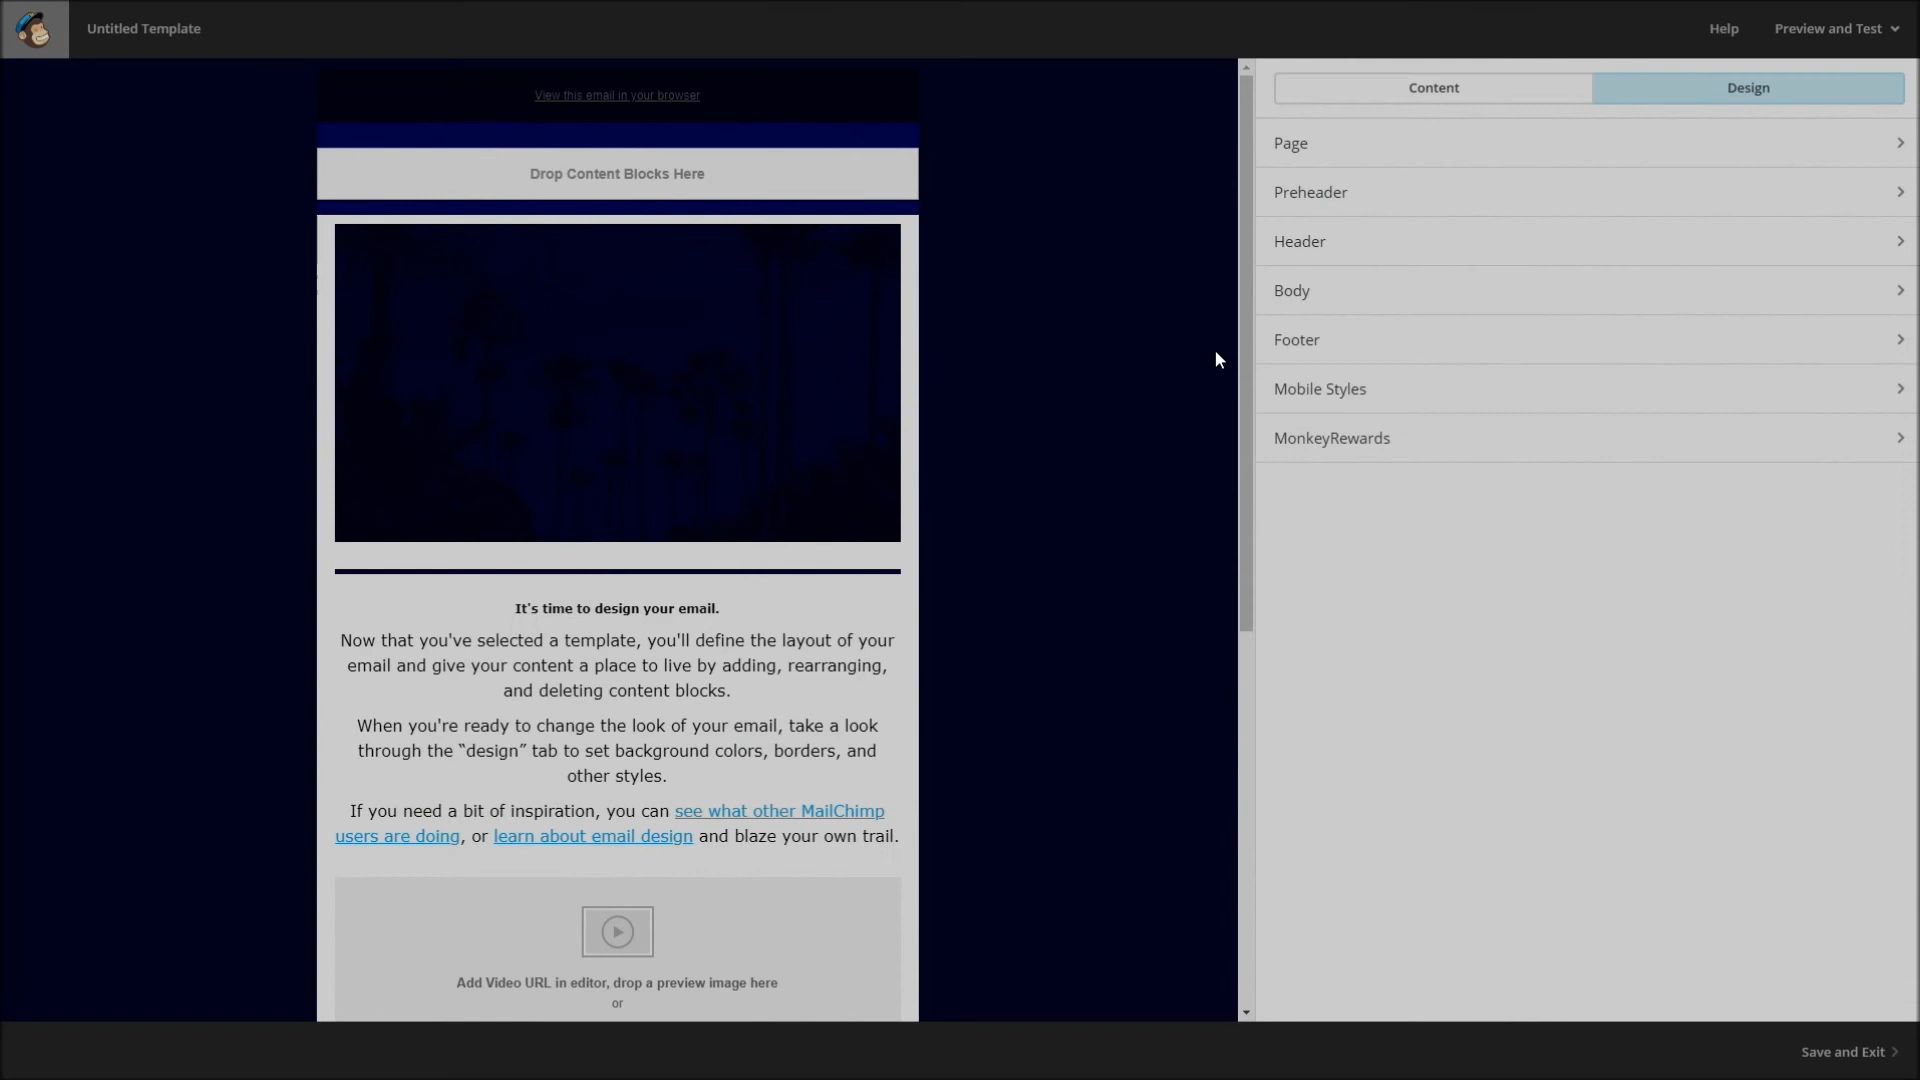 Untitled Template
Help
Preview and Test
View this email in your browser
Drop Content Blocks Here
It's time to design your email.
Now that you've selected a template, you'll define the layout of your
email and give your content a place to live by adding, rearranging,
and deleting content blocks.
When you're ready to change the look of your email, take a look
through the “design” tab to set background colors, borders, and
other styles.
If you need a bit of inspiration, you can see what other MailChimp
users are doing, or learn about email design and blaze your own trail.
Add Video URL in editor, drop a preview image here
or
Content
Design
Page
Preheader
Header
Body
Footer
Mobile Styles
MonkeyRewards
Save and Exit